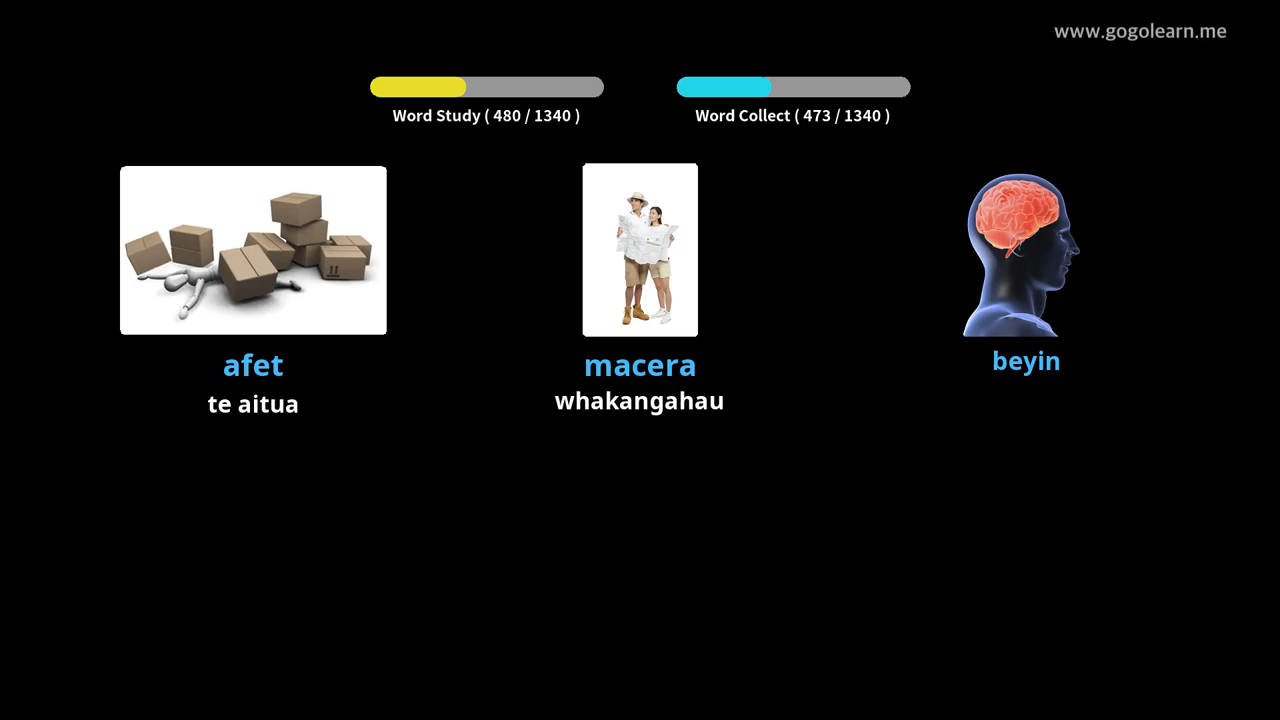 www.gogolearn.me
Word Study ( 480 / 1340 )
Word Collect ( 473 / 1340 )
afet
te aitua
macera
whakangahau
beyin